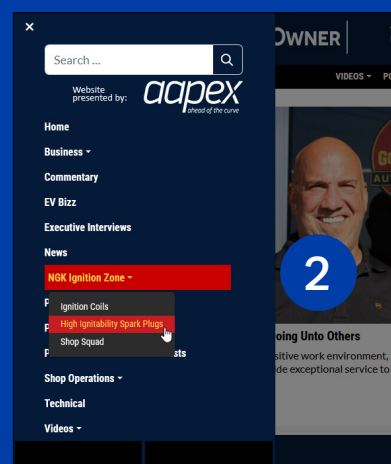 ×
OWNER
Search ...
VIDEOS
Website
presented by:
aapex
ahead of the curve
Home
Business
Commentary
EV Bizz
Executive Interviews
News
NGK Ignition Zone
P
Ignition Coils
High Ignitability Spark Plugs
P
Shop Squad
P
sts
Shop Operations
Technical
Videos
2
oing Unto Others
sitive work environment,
de exceptional service to